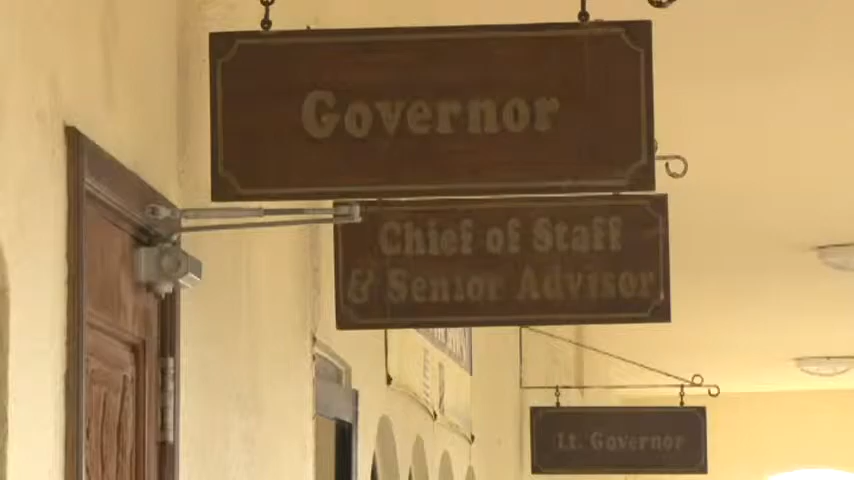 Governor
Chief of Staff
& Senior Advisor
Lt. Governor